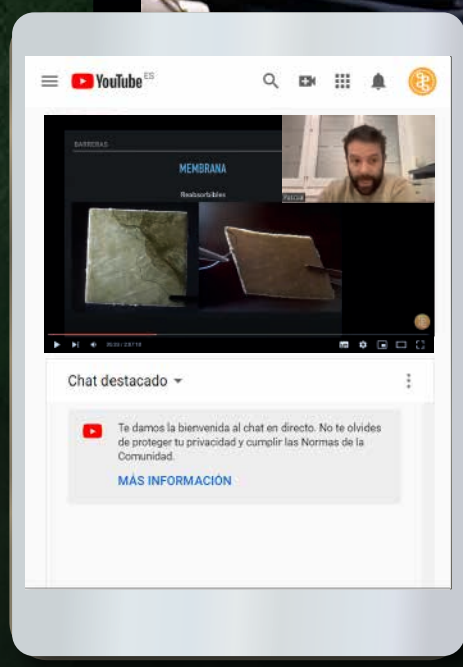 YouTube ES
BARRERAS
MEMBRANA
Reabsorbibles
Chat destacado
Te damos la bienvenida al chat en directo. No te olvides
de proteger tu privacidad y cumplir las Normas de la
Comunidad.
MÁS INFORMACIÓN